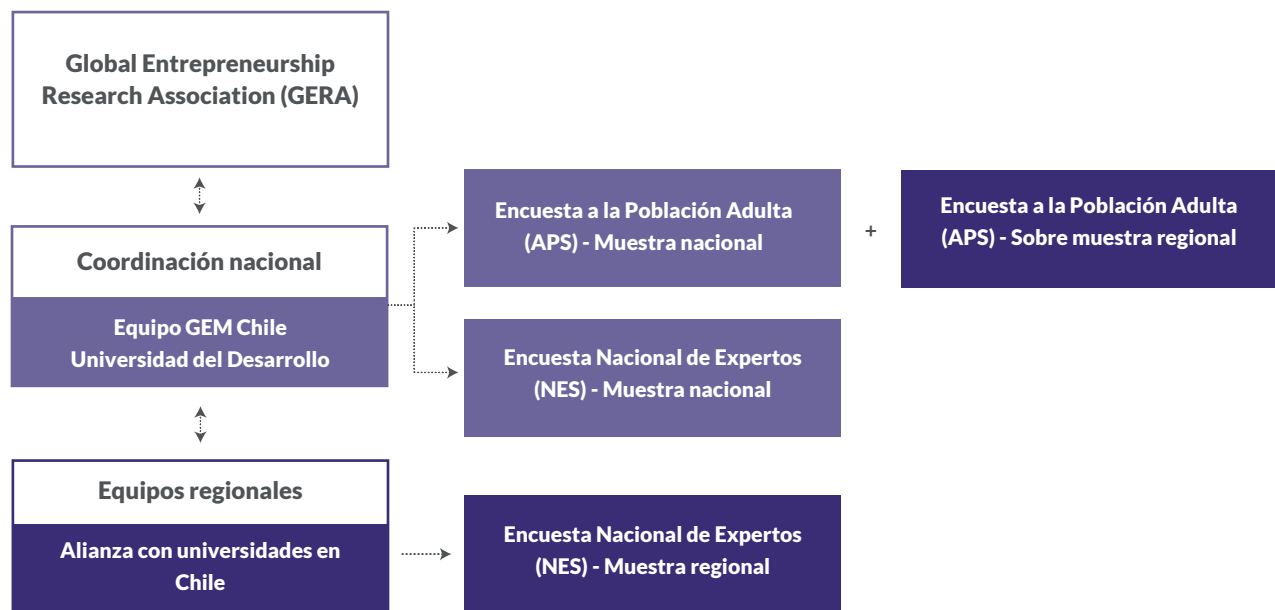 Global Entrepreneurship
Research Association (GERA)
Coordinación nacional
Equipo GEM Chile
Universidad del Desarrollo
Encuesta a la Población Adulta
(APS) - Muestra nacional
+
Encuesta a la Población Adulta
(APS) - Sobre muestra regional
Encuesta Nacional de Expertos
(NES) - Muestra nacional
Equipos regionales
Alianza con universidades en
Chile
Encuesta Nacional de Expertos
(NES) - Muestra regional